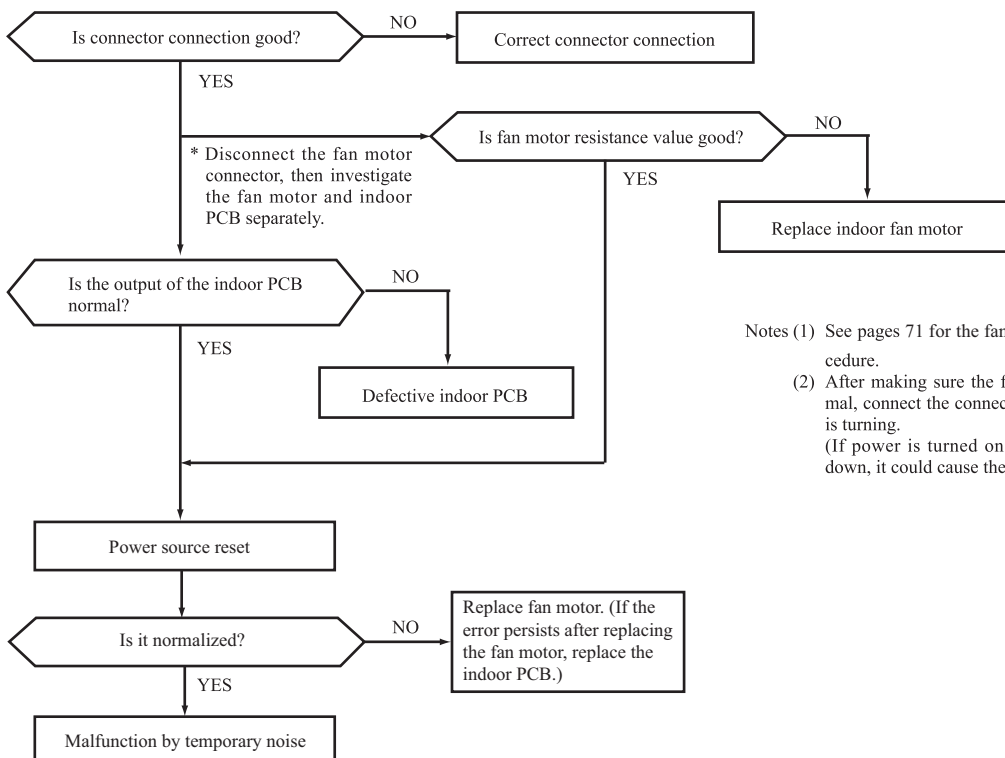 Is connector connection good?
NO
Correct connector connection
YES
* Disconnect the fan motor
connector, then investigate
the fan motor and indoor
PCB separately.
Is fan motor resistance value good?
NO
YES
Replace indoor fan motor
Is the output of the indoor PCB
normal?
NO
YES
Defective indoor PCB
Notes (1) See pages 71 for the fan
cedure.
(2) After making sure the
mal, connect the
is turning.
(If power is turned on
down, it could cause the
Power source reset
Is it normalized?
NO
Replace fan motor. (If the
error persists after replacing
the fan motor, replace the
indoor PCB.)
YES
Malfunction by temporary noise